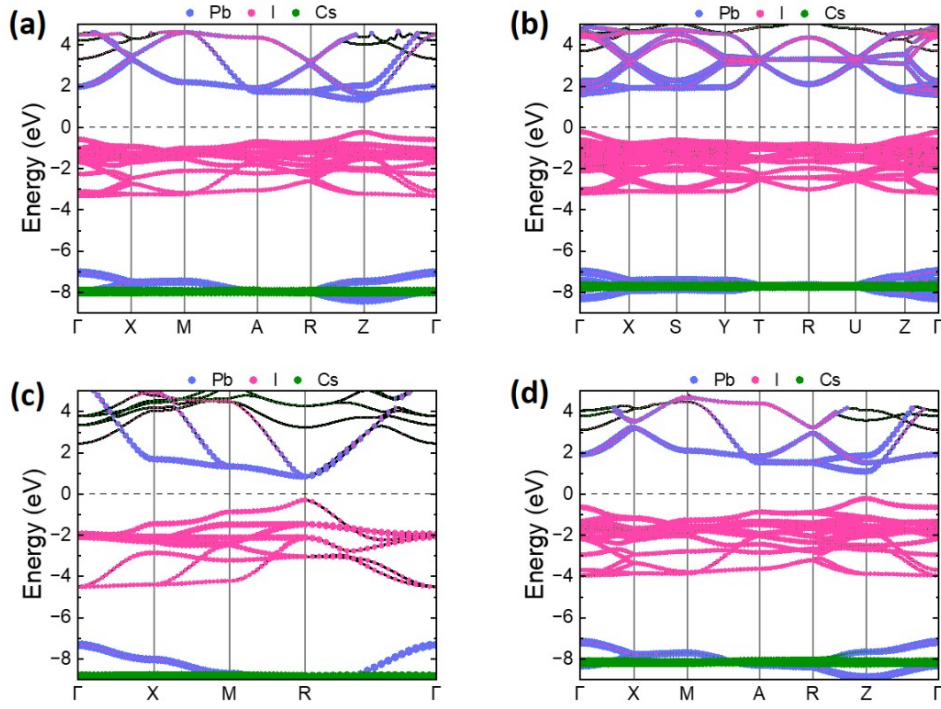 (a)
Pb I Cs
Energy (eV)
4
2
0
−2
−4
−6
−8
Γ X M A R Z Γ
(b)
Pb I Cs
Energy (eV)
4
2
0
−2
−4
−6
−8
Γ X S Y T R U Z Γ
(c)
Pb I Cs
Energy (eV)
4
2
0
−2
−4
−6
−8
Γ X M R Γ
(d)
Pb I Cs
Energy (eV)
4
2
0
−2
−4
−6
−8
Γ X M A R Z Γ